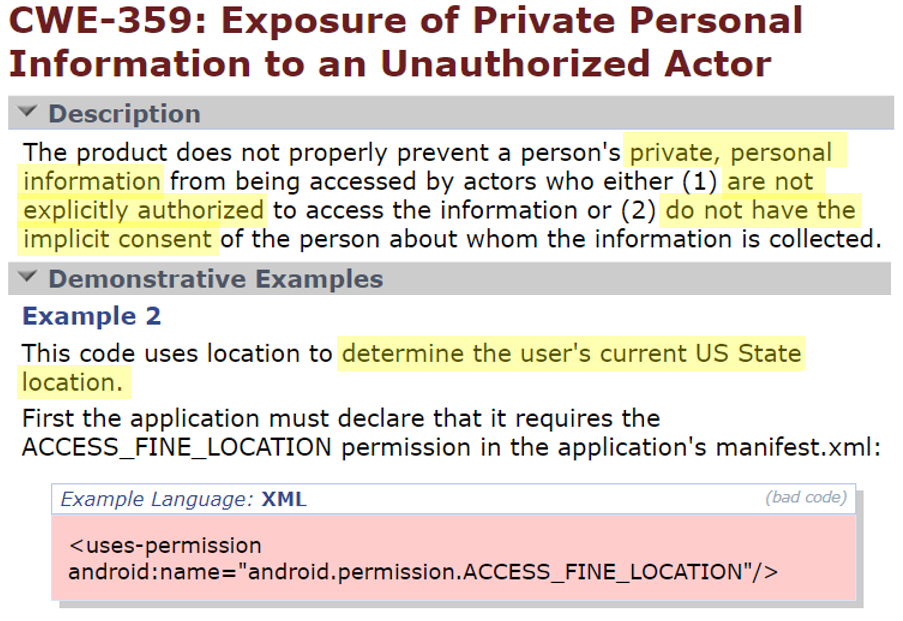 CWE-359: Exposure of Private Personal
Information to an Unauthorized Actor
Description
The product does not properly prevent a person's private, personal
information from being accessed by actors who either (1) are not
explicitly authorized to access the information or (2) do not have the
implicit consent of the person about whom the information is collected.
Demonstrative Examples
Example 2
This code uses location to determine the user's current US State
location.
First the application must declare that it requires the
ACCESS_FINE_LOCATION permission in the application's manifest.xml:
Example Language: XML (bad code)
<uses-permission
android:name="android.permission.ACCESS_FINE_LOCATION"/>